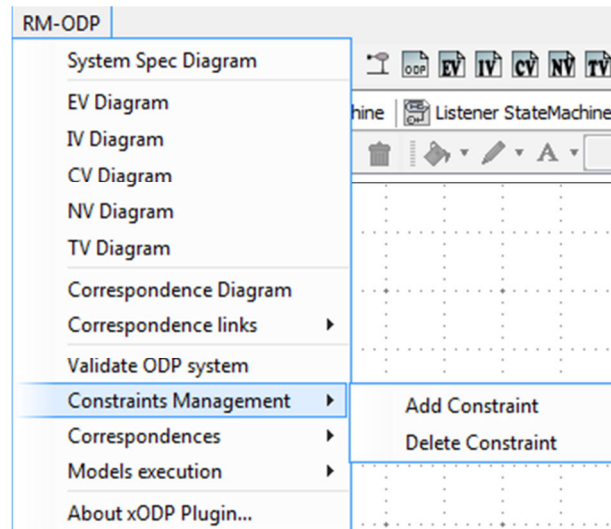 RM-ODP
System Spec Diagram
ODP EV IV CV NV TV
EV Diagram
hine Listener StateMachine
IV Diagram
A
CV Diagram
NV Diagram
TV Diagram
Correspondence Diagram
Correspondence links
Validate ODP system
Constraints Management
Add Constraint
Correspondences
Delete Constraint
Models execution
About xODP Plugin...